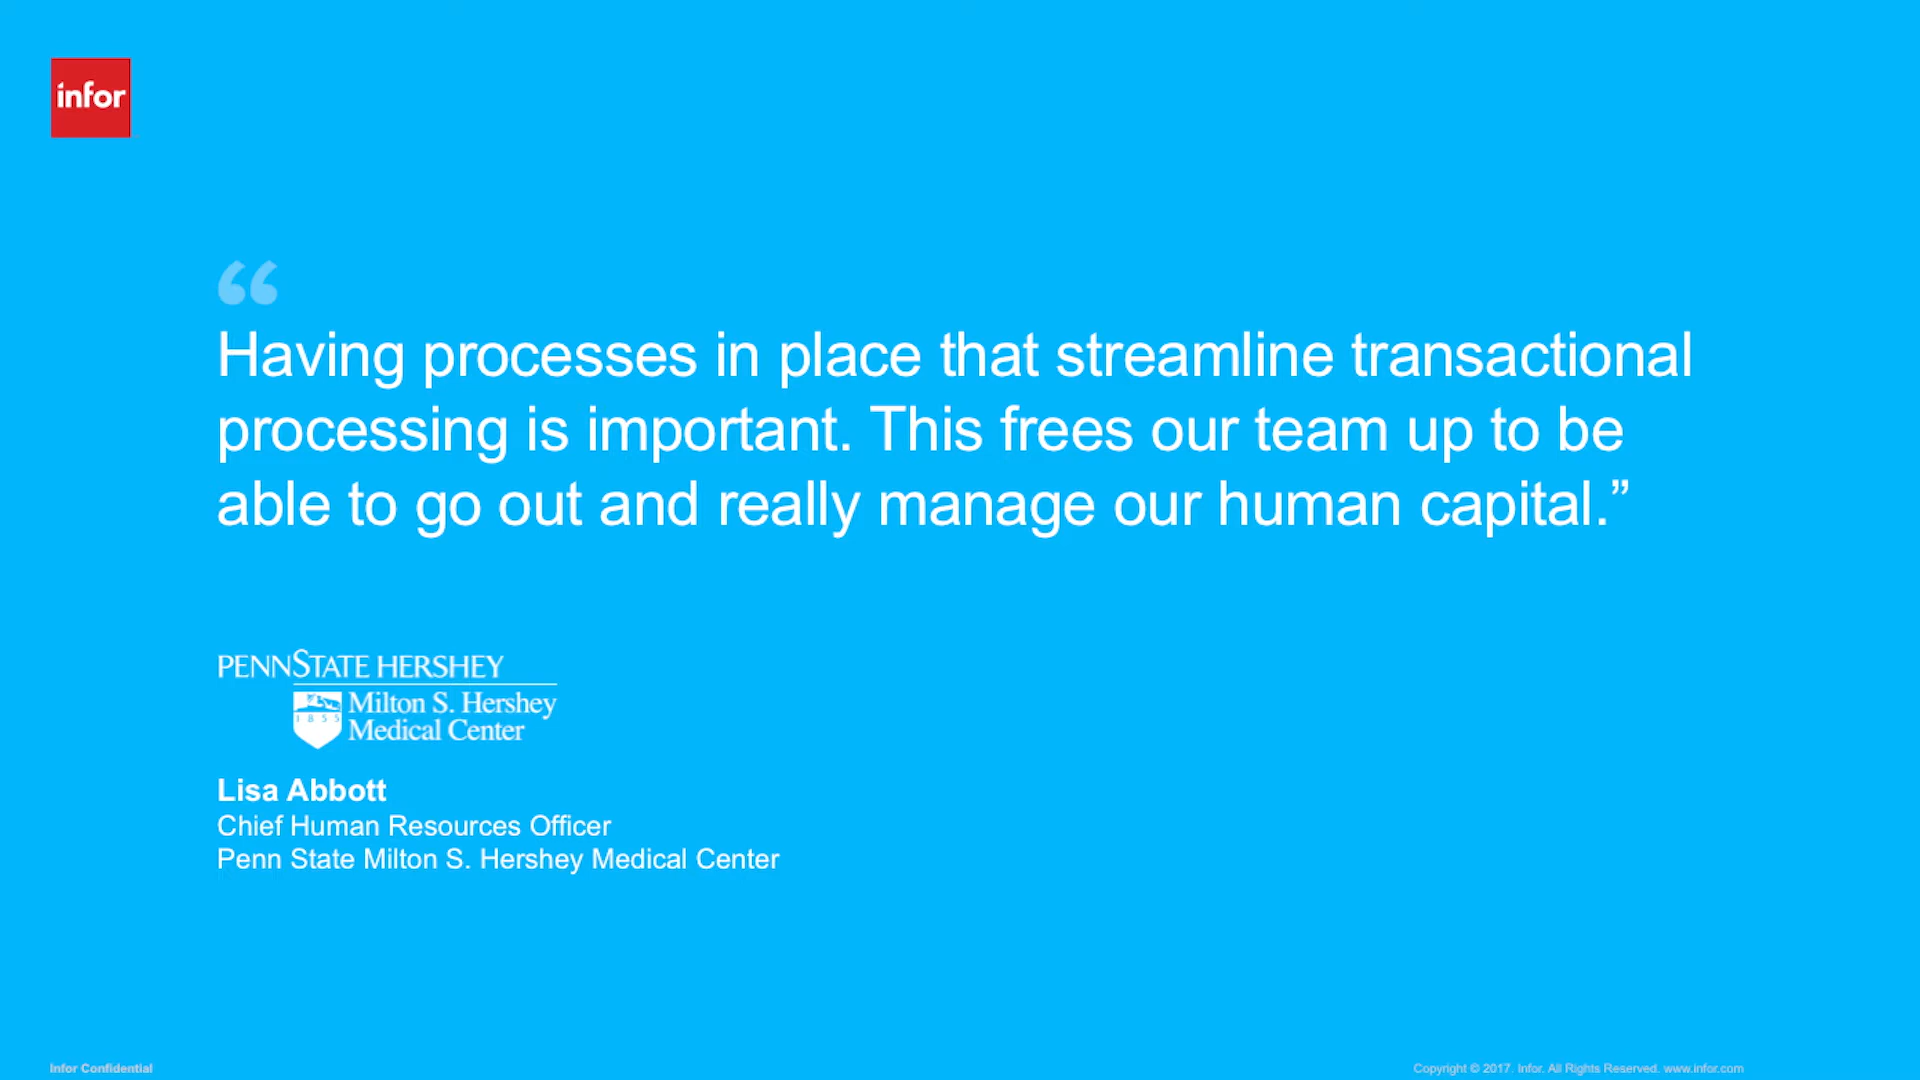 infor
“
Having processes in place that streamline transactional
processing is important. This frees our team up to be
able to go out and really manage our human capital.”
PENNSTATE HERSHEY
1855
Milton S. Hershey
Medical Center
Lisa Abbott
Chief Human Resources Officer
Penn State Milton S. Hershey Medical Center
Infor Confidential
Copyright © 2017. Infor. All Rights Reserved. www.infor.com